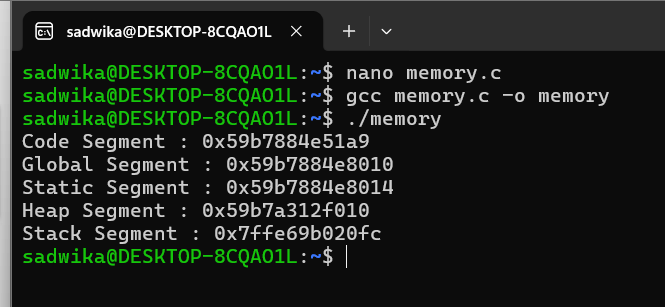 sadwika@DESKTOP-8CQAO1L
sadwika@DESKTOP-8CQAO1L:~$ nano memory.c
sadwika@DESKTOP-8CQAO1L:~$ gcc memory.c -o memory
sadwika@DESKTOP-8CQAO1L:~$ ./memory
Code Segment : 0x59b7884e51a9
Global Segment : 0x59b7884e8010
Static Segment : 0x59b7884e8014
Heap Segment : 0x59b7a312f010
Stack Segment : 0x7ffe69b020fc
sadwika@DESKTOP-8CQAO1L:~$